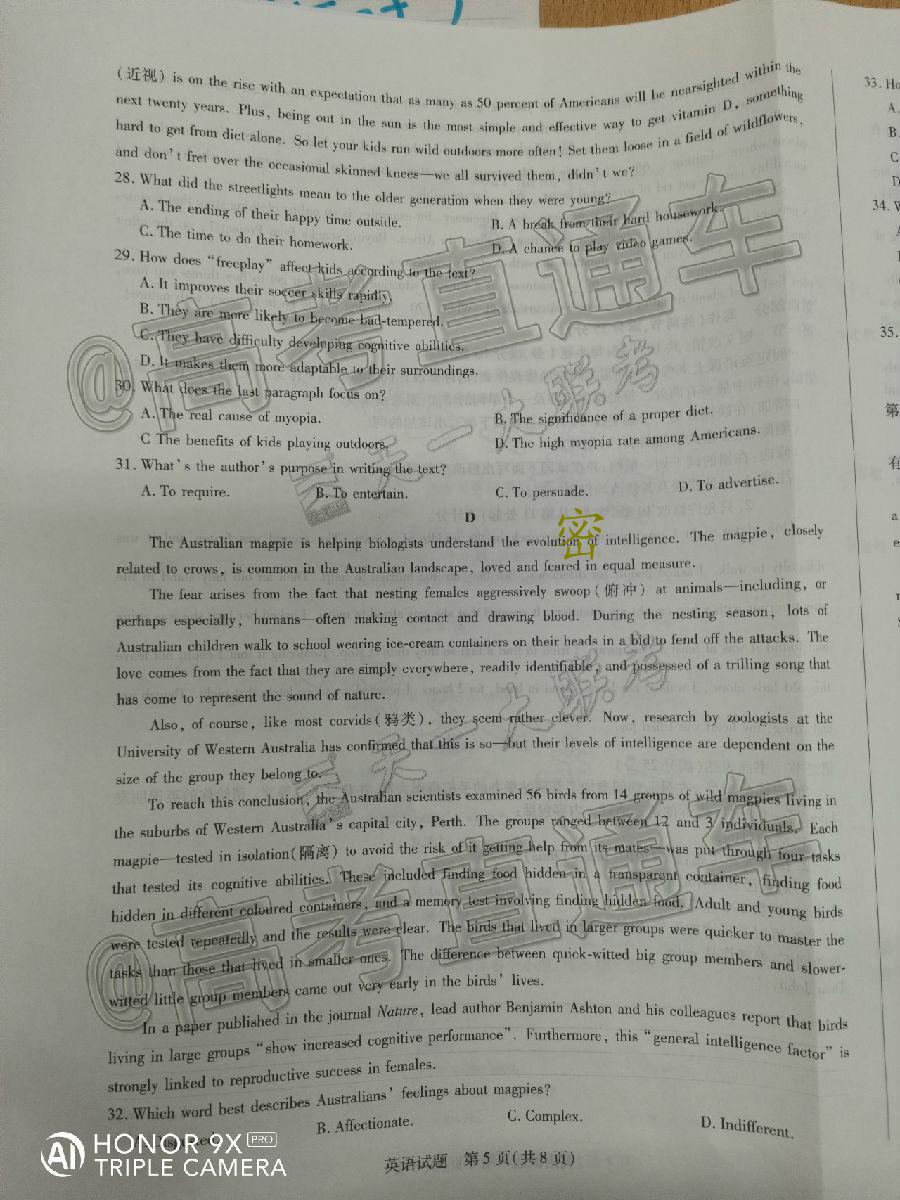 (近视) is on the rise with an expectation that as many as 50 percent of Americans will be nearsighted within the
next twenty years. Plus, being out in the sun is the most simple and effective way to get vitamin D, something
hard to get from diet alone. So let your kids run wild outdoors more often! Set them loose in a field of wildflowers,
and don't fret over the occasional skinned knees—we all survived them, didn't we?
28. What did the streetlights mean to the older generation when they were young?
A. The ending of their happy time outside. B. A break from their hard housework.
C. The time to do their homework. D. A chance to play video games.
29. How does "freeplay" affect kids according to the text?
A. It improves their soccer skills rapidly.
B. They are more likely to become bad-tempered.
C. They have difficulty developing cognitive abilities.
D. It makes them more adaptable to their surroundings.
30. What does the last paragraph focus on?
A. The real cause of myopia. B. The significance of a proper diet.
C The benefits of kids playing outdoors. D. The high myopia rate among Americans.
31. What's the author's purpose in writing the text?
A. To require. B. To entertain. C. To persuade. D. To advertise.
D
The Australian magpie is helping biologists understand the evolution of intelligence. The magpie, closely
related to crows, is common in the Australian landscape, loved and feared in equal measure.
The fear arises from the fact that nesting females aggressively swoop(俯冲) at animals—including, or
perhaps especially, humans—often making contact and drawing blood. During the nesting season, lots of
Australian children walk to school wearing ice-cream containers on their heads in a bid to fend off the attacks. The
love comes from the fact that they are simply everywhere, readily identifiable, and possessed of a trilling song that
has come to represent the sound of nature.
Also, of course, like most corvids(鸦类), they seem rather clever. Now, research by zoologists at the
University of Western Australia has confirmed that this is so—but their levels of intelligence are dependent on the
size of the group they belong to.
To reach this conclusion, the Australian scientists examined 56 birds from 14 groups of wild magpies living in
the suburbs of Western Australia's capital city, Perth. The groups ranged between 12 and 3 individuals. Each
magpie—tested in isolation(隔离) to avoid the risk of it getting help from its mates—was put through four tasks
that tested its cognitive abilities. These included finding food hidden in a transparent container, finding food
hidden in different coloured containers, and a memory test involving finding hidden food. Adult and young birds
were tested repeatedly and the results were clear. The birds that lived in larger groups were quicker to master the
tasks than those that lived in smaller ones. The difference between quick-witted big group members and slower-
witted little group members came out very early in the birds' lives.
In a paper published in the journal Nature, lead author Benjamin Ashton and his colleagues report that birds
living in large groups "show increased cognitive performance". Furthermore, this "general intelligence factor" is
strongly linked to reproductive success in females.
32. Which word best describes Australians' feelings about magpies?
B. Affectionate. C. Complex. D. Indifferent.
英语试题 第5页(共8页)
33. Ho
A.
B.
C
D
34. W
A
35.
第
有
a
e
@高考直通车
天一大联考
密
天一大联考
@高考直通车
HONOR 9X PRO
AI TRIPLE CAMERA